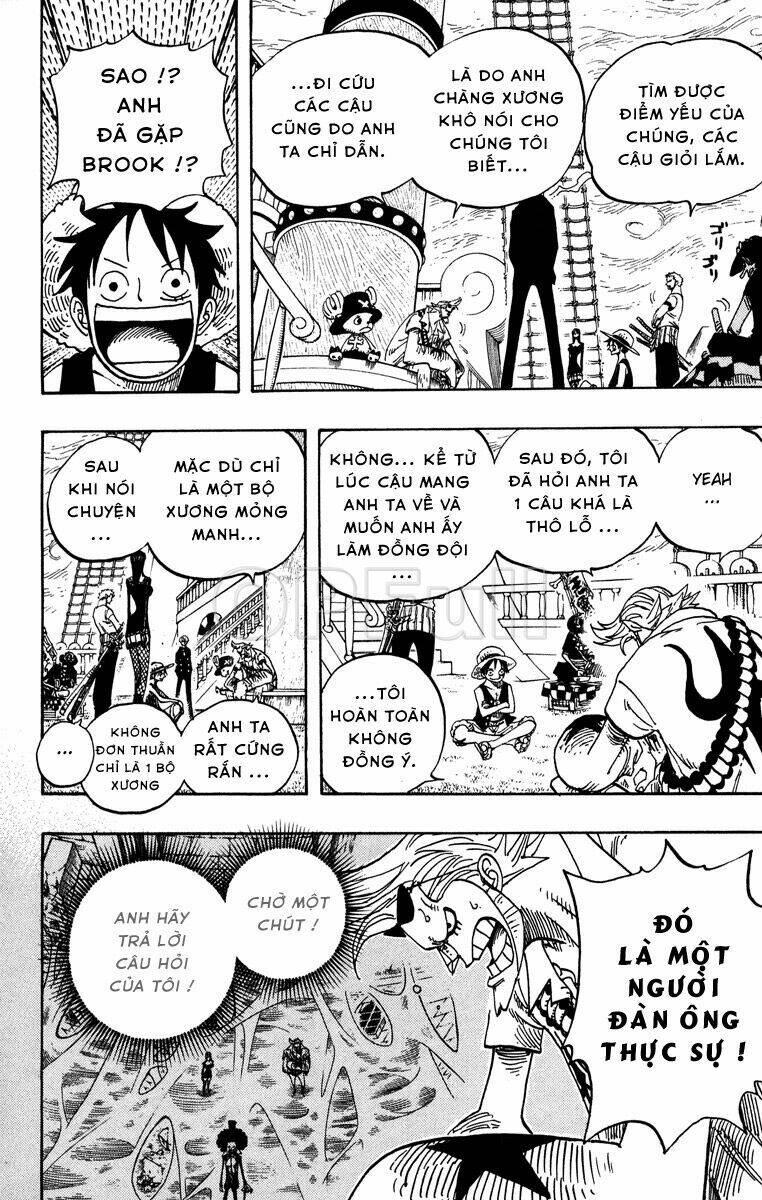 TÌM ĐƯỢC
ĐIỂM YẾU CỦA
CHÚNG, CÁC
CẬU GIỎI LẮM.
LÀ DO ANH
CHÀNG XƯƠNG
KHÔ NÓI CHO
CHÚNG TÔI
BIẾT...
...ĐI CỨU
CÁC CẬU
CŨNG DO ANH
TA CHỈ DẪN.
SAO !?
ANH
ĐÃ GẶP
BROOK !?
YEAH
...
SAU ĐÓ, TÔI
ĐÃ HỎI ANH TA
1 CÂU KHÁ LÀ
THÔ LỖ ...
KHÔNG... KỂ TỪ
LÚC CẬU MANG
ANH TA VỀ VÀ
MUỐN ANH ẤY
LÀM ĐỒNG ĐỘI
...
...TÔI
HOÀN TOÀN
KHÔNG
ĐỒNG Ý.
MẶC DÙ CHỈ
LÀ MỘT BỘ
XƯƠNG MỎNG
MANH...
SAU
KHI NÓI
CHUYỆN
...
ANH TA
RẤT CỨNG
RẮN ...
KHÔNG
ĐƠN THUẦN
CHỈ LÀ 1 BỘ
XƯƠNG
...
OPFull
ĐÓ
LÀ MỘT
NGƯỜI
ĐÀN ÔNG
THỰC SỰ !
CHỜ MỘT
CHÚT !
ANH HÃY
TRẢ LỜI
CÂU HỎI
CỦA TÔI !